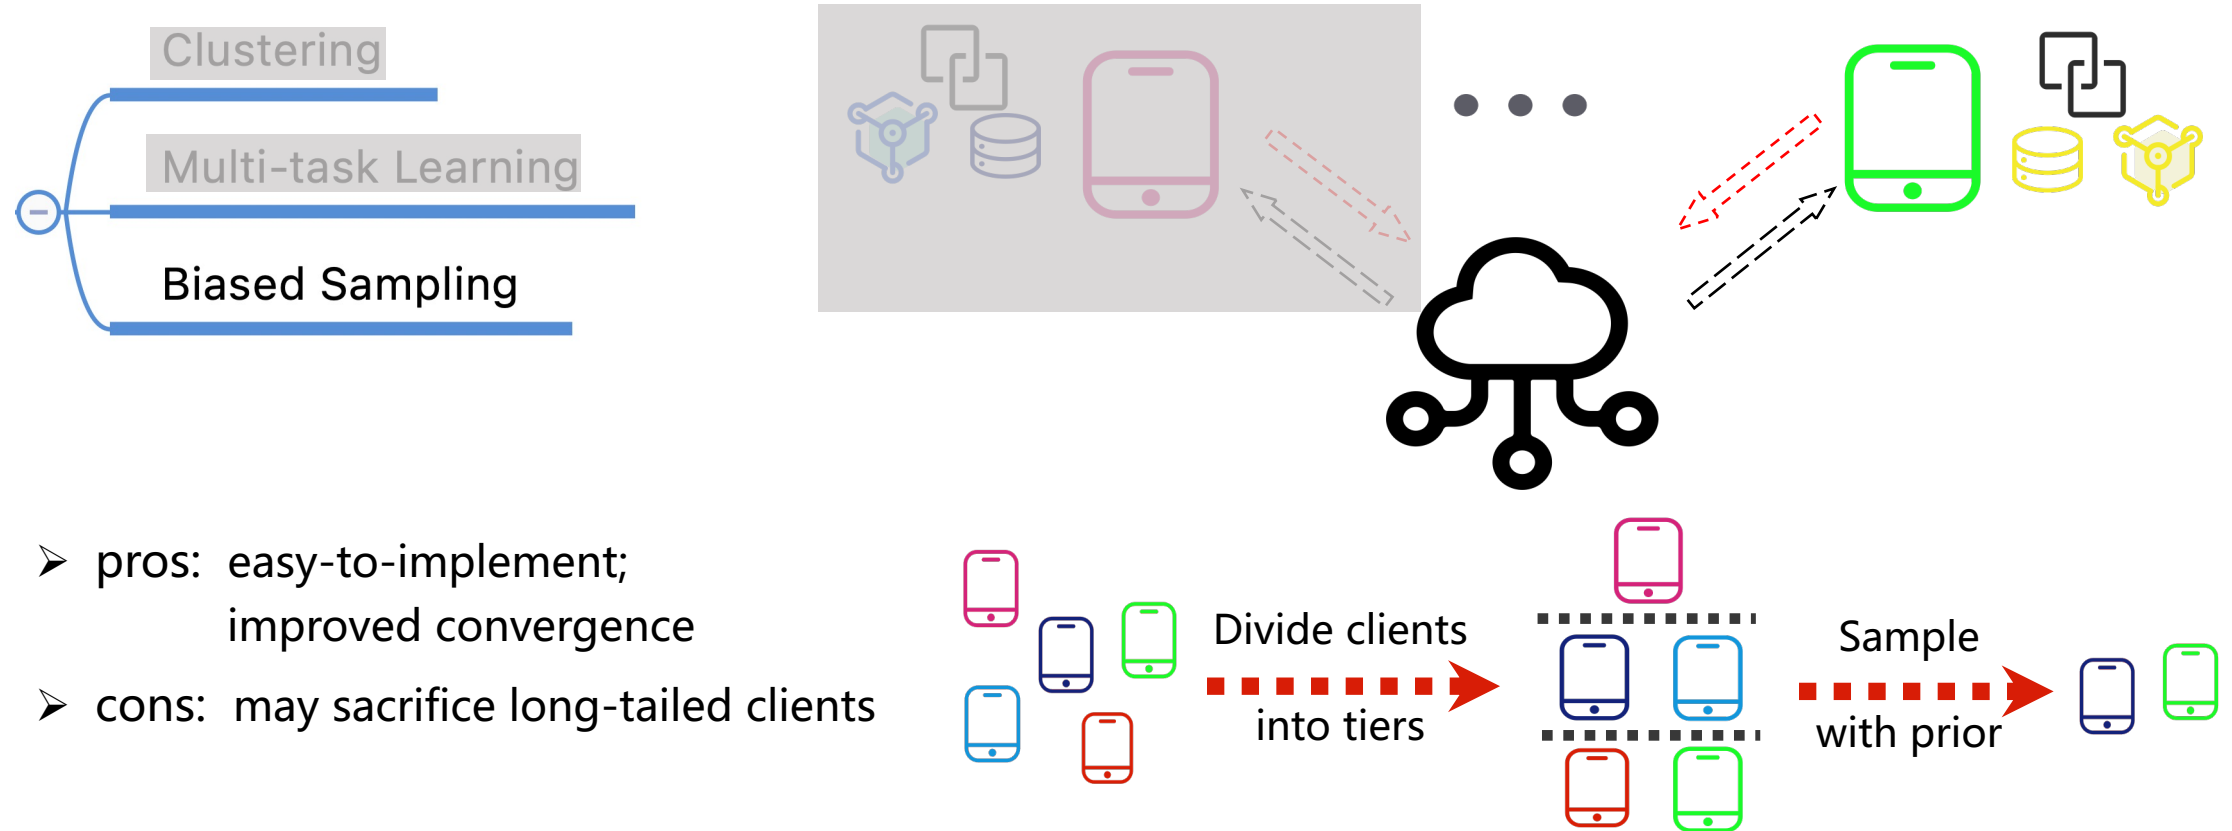 Clustering
Multi-task Learning
Biased Sampling
➢ pros: easy-to-implement;
improved convergence
➢ cons: may sacrifice long-tailed clients
Divide clients
into tiers
Sample
with prior